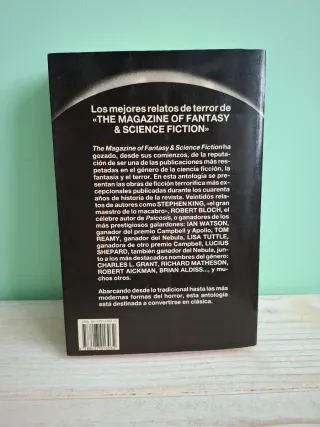 Los mejores relatos de terror de
«THE MAGAZINE OF FANTASY
& SCIENCE FICTION»
The Magazine of Fantasy & Science Fiction ha
gozado, desde sus comienzos, de la reputa-
ción de ser una de las publicaciones más res-
petadas en el género de la ciencia ficción, la
fantasía y el terror. En esta antología se pre-
sentan las obras de ficción terrorífica más ex-
cepcionales publicadas durante los cuarenta
años de historia de la revista. Veintidós rela-
tos de autores como STEPHEN KING, «el gran
maestro de lo macabro», ROBERT BLOCH, el
célebre autor de Psicosis, o ganadores de los
más prestigiosos galardones: IAN WATSON,
ganador del premio Campbell y Apollo, TOM
REAMY, ganador del Nebula, LISA TUTTLE,
ganadora de otro premio Campbell, LUCIUS
SHEPARD, también ganador del Nebula, jun-
to a los más destacados nombres del género:
CHARLES L. GRANT, RICHARD MATHESON,
ROBERT AICKMAN, BRIAN ALDISS..., y mu-
chos otros.
Abarcando desde lo tradicional hasta las más
modernas formas del horror, esta antología
está destinada a convertirse en clásica.